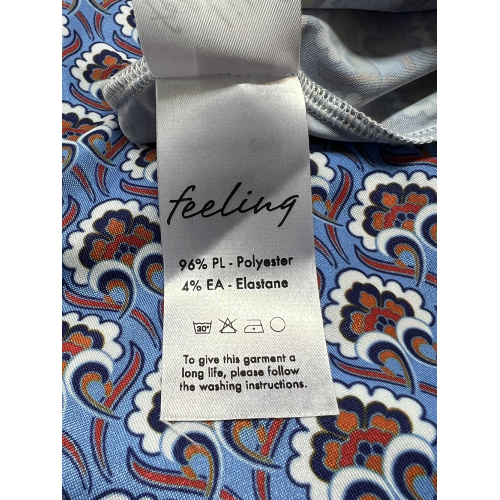 feeling
96% PL - Polyester
4% EA - Elastane
30°
To give this garment a
long life, please follow
the washing instructions.